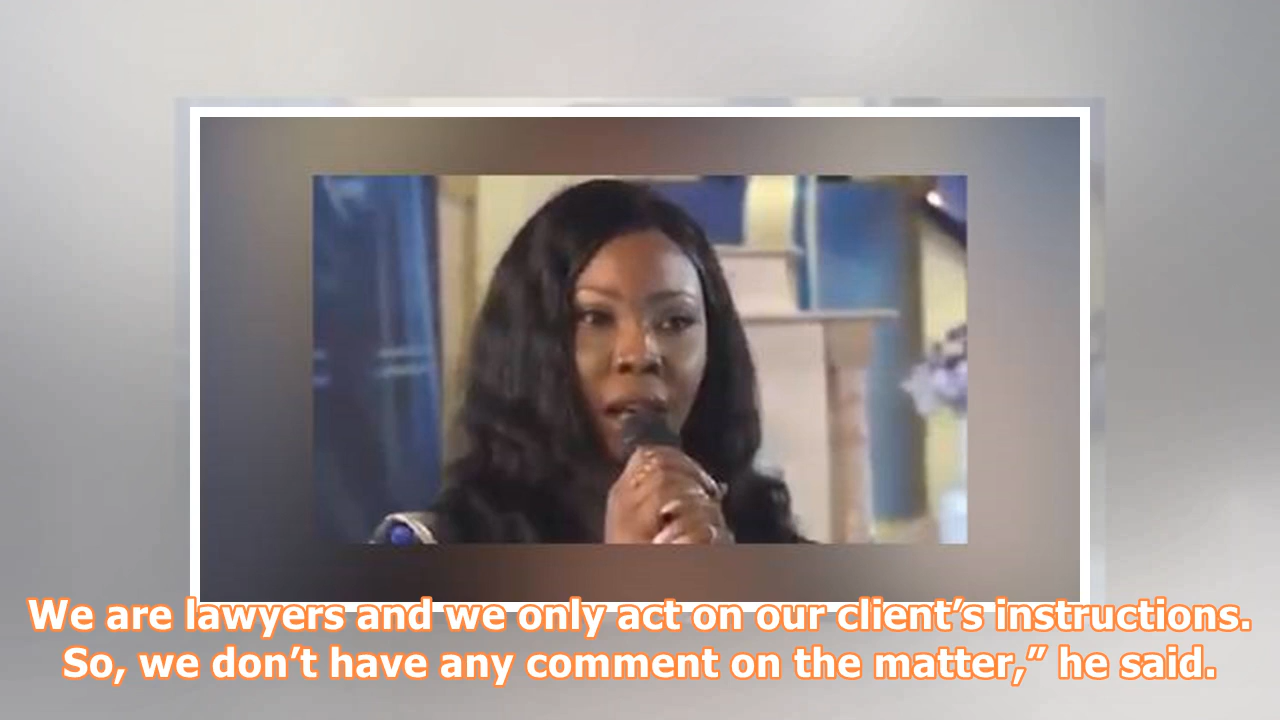 We are lawyers and we only act on our client’s instructions.
So, we don’t have any comment on the matter,” he said.